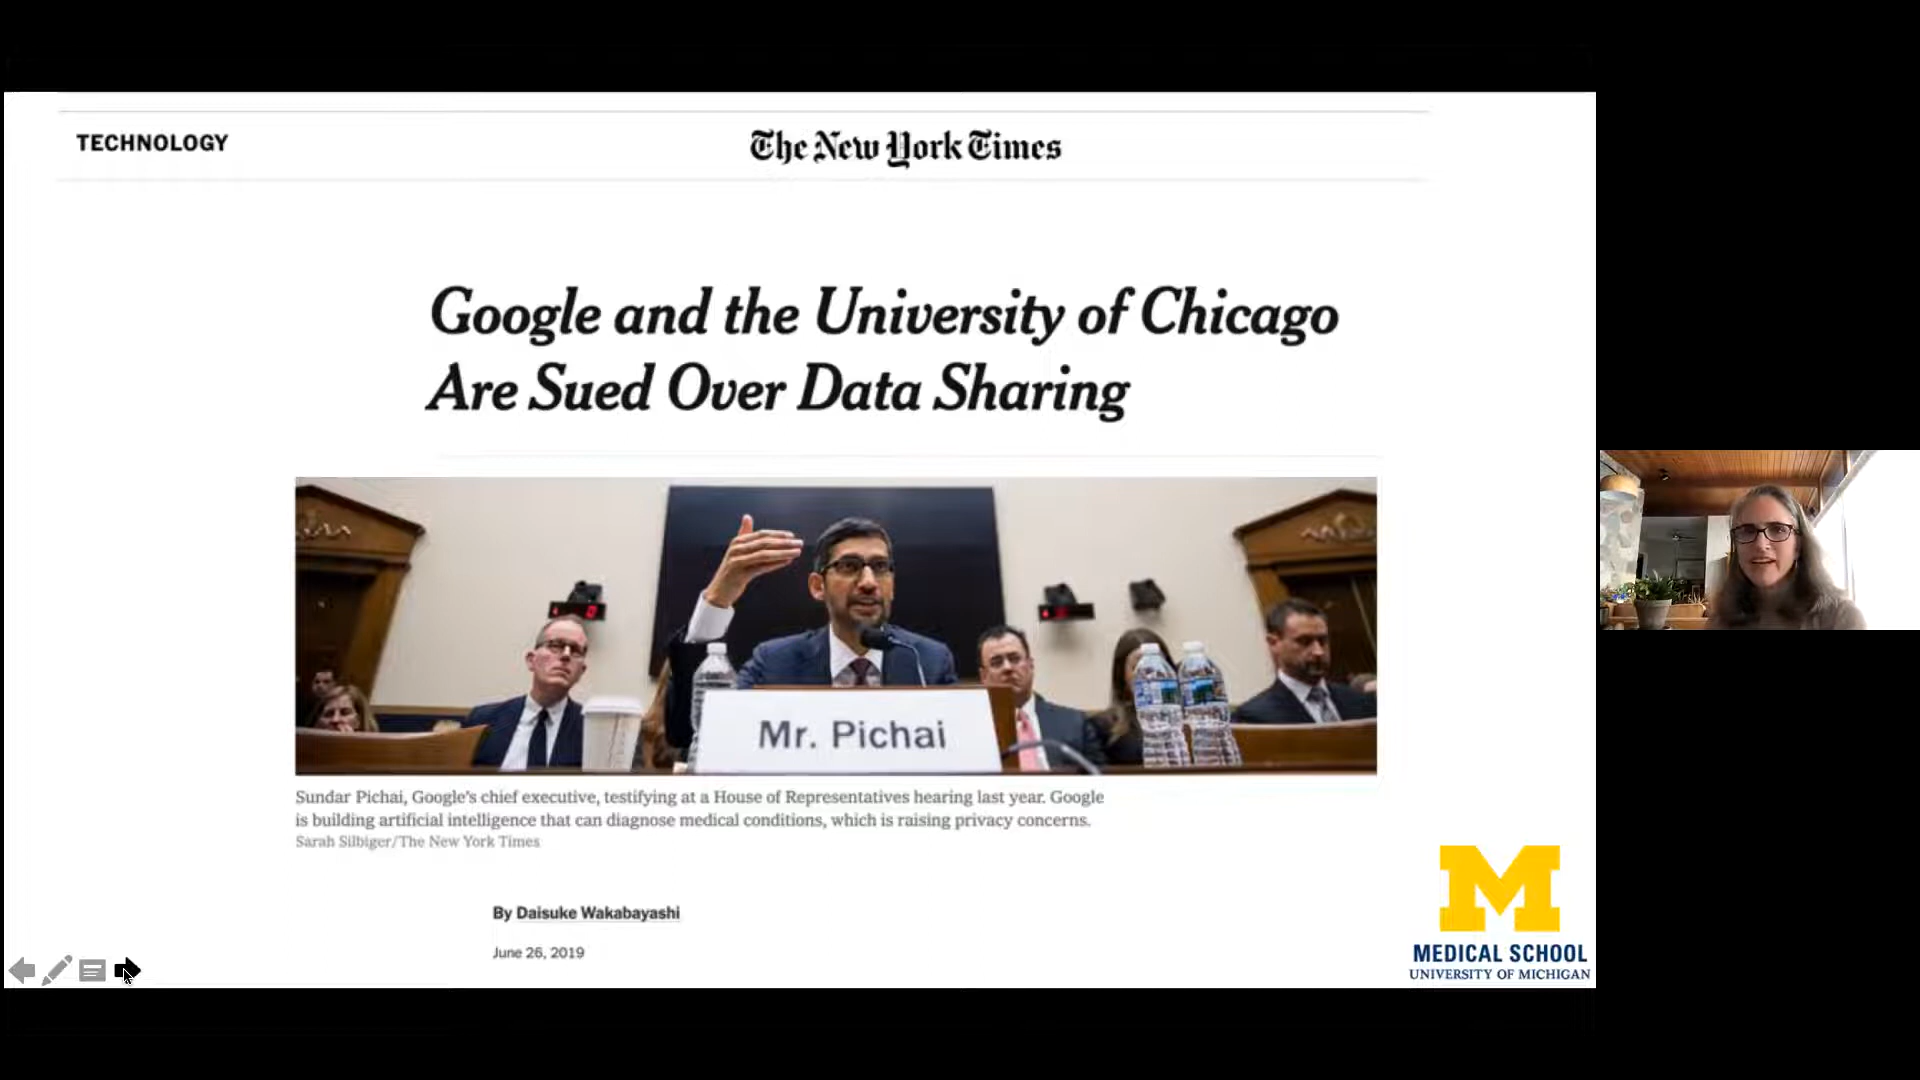 TECHNOLOGY
The New York Times
Google and the University of Chicago
Are Sued Over Data Sharing
Mr. Pichai
Sundar Pichai, Google's chief executive, testifying at a House of Representatives hearing last year. Google
is building artificial intelligence that can diagnose medical conditions, which is raising privacy concerns.
Sarah Silbiger/The New York Times
By Daisuke Wakabayashi
June 26, 2019
M
MEDICAL SCHOOL
UNIVERSITY OF MICHIGAN